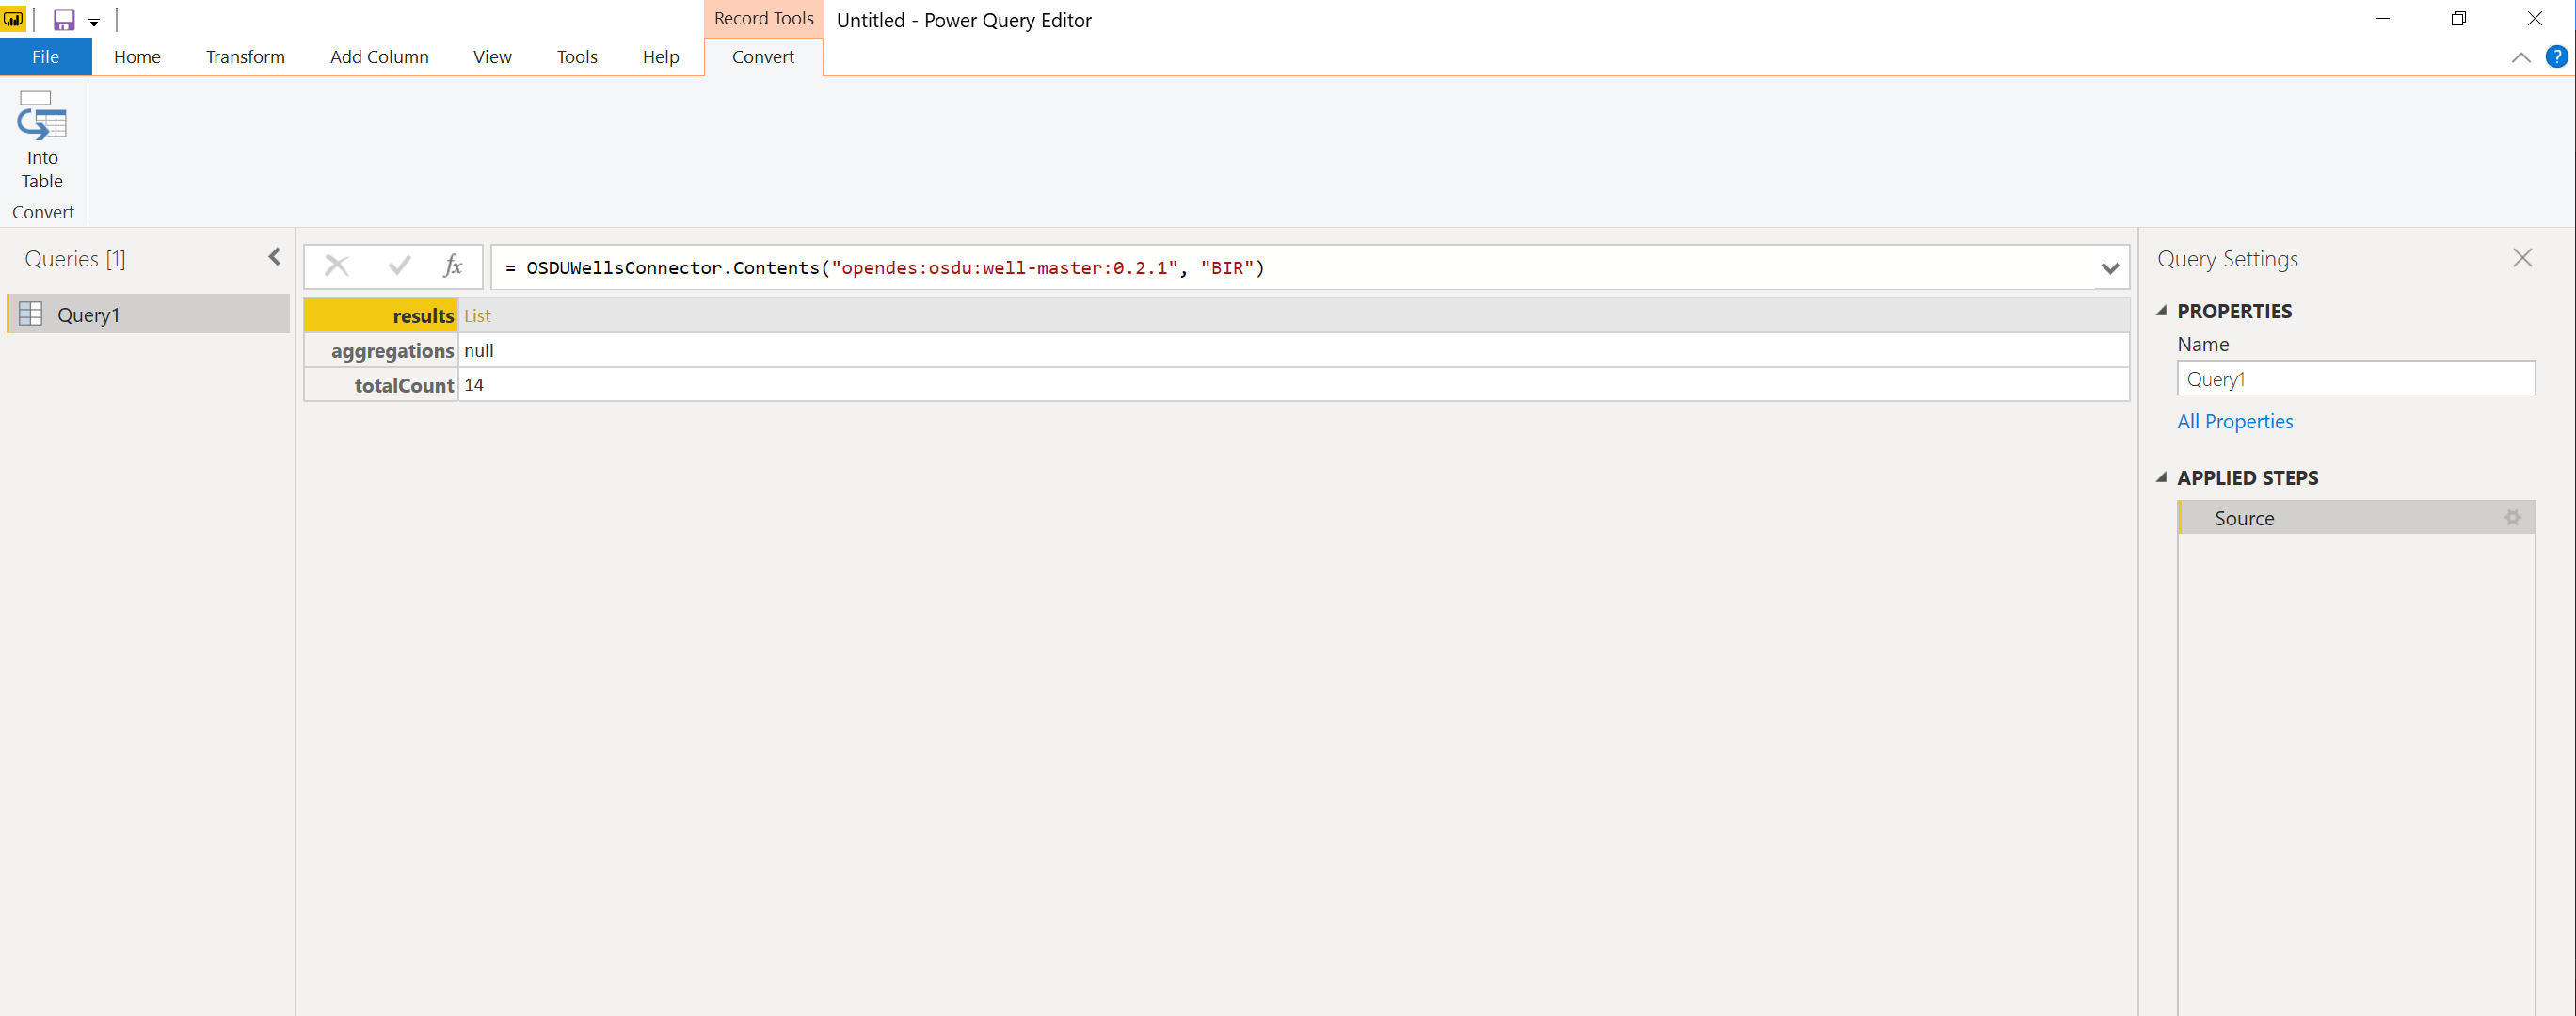 Record Tools
Untitled - Power Query Editor
File
Home
Transform
Add Column
View
Tools
Help
Convert
?
Into
Table
Convert
Queries [1]
Query1
fx
= OSDUWellsConnector.Contents("opendes:osdu:well-master:0.2.1", "BIR")
results List
aggregations null
totalCount 14
Query Settings
PROPERTIES
Name
Query1
All Properties
APPLIED STEPS
Source